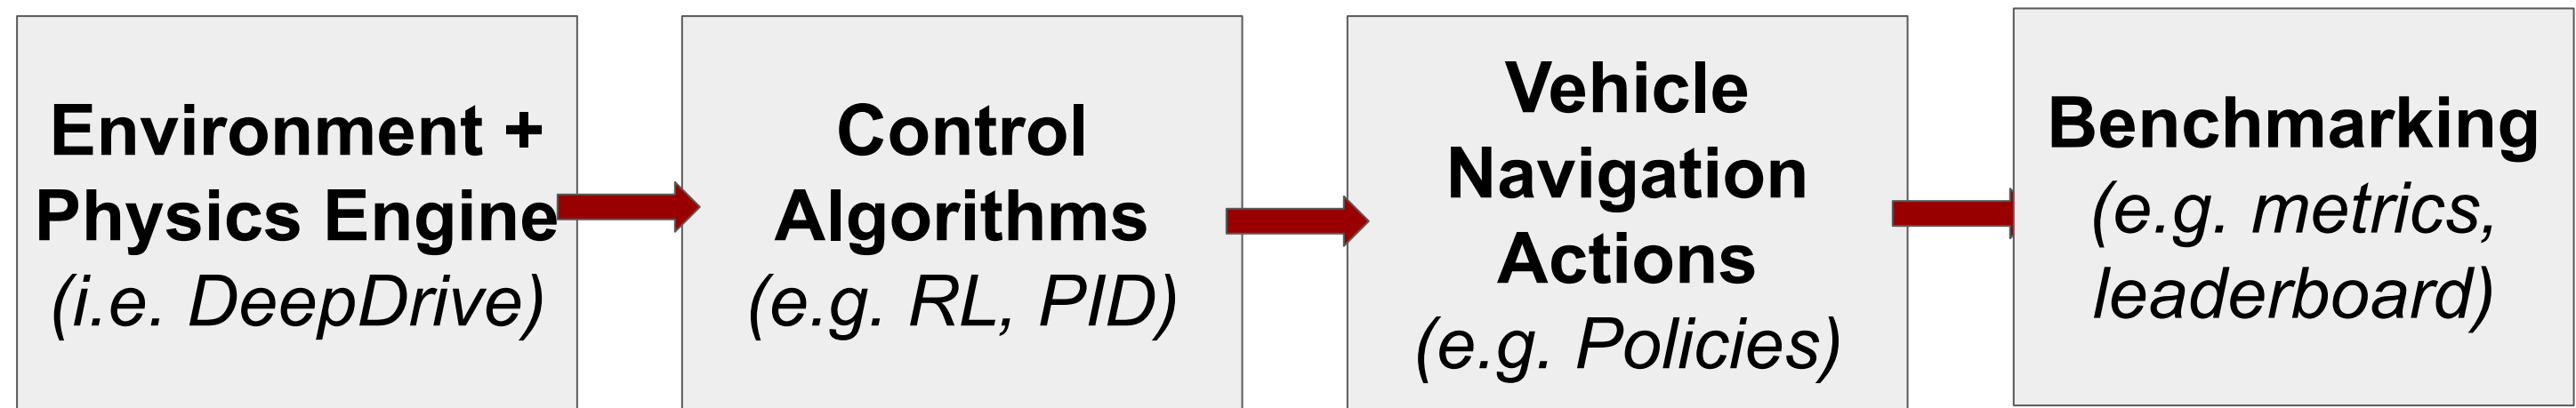 Environment +
Physics Engine
(i.e. DeepDrive)
Control
Algorithms
(e.g. RL, PID)
Vehicle
Navigation
Actions
(e.g. Policies)
Benchmarking
(e.g. metrics,
leaderboard)